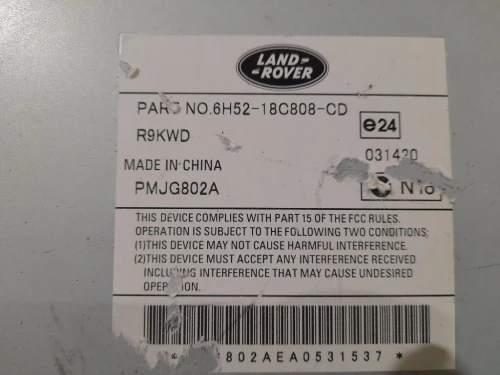 LAND-
-ROVER
PART NO.6H52-18C808-CD
e24
R9KWD
031420
MADE IN CHINA
PMJG802A
N18
THIS DEVICE COMPLIES WITH PART 15 OF THE FCC RULES.
OPERATION IS SUBJECT TO THE FOLLOWING TWO CONDITIONS;
(1)THIS DEVICE MAY NOT CAUSE HARMFUL INTERFERENCE.
(2)THIS DEVICE MUST ACCEPT ANY INTERFERENCE RECEIVED
INCLUDING INTERFERENCE THAT MAY CAUSE UNDESIRED
OPERATION.
802AEA0531537 *